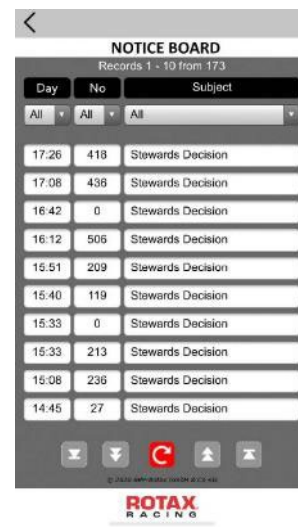 NOTICE BOARD
Records 1 - 10 from 173
Day No Subject
All All All
17:26 418 Stewards Decision
17:08 436 Stewards Decision
16:42 0 Stewards Decision
16:12 506 Stewards Decision
15:51 209 Stewards Decision
15:40 119 Stewards Decision
15:33 0 Stewards Decision
15:33 213 Stewards Decision
15:08 236 Stewards Decision
14:45 27 Stewards Decision
ROTAX
RACING